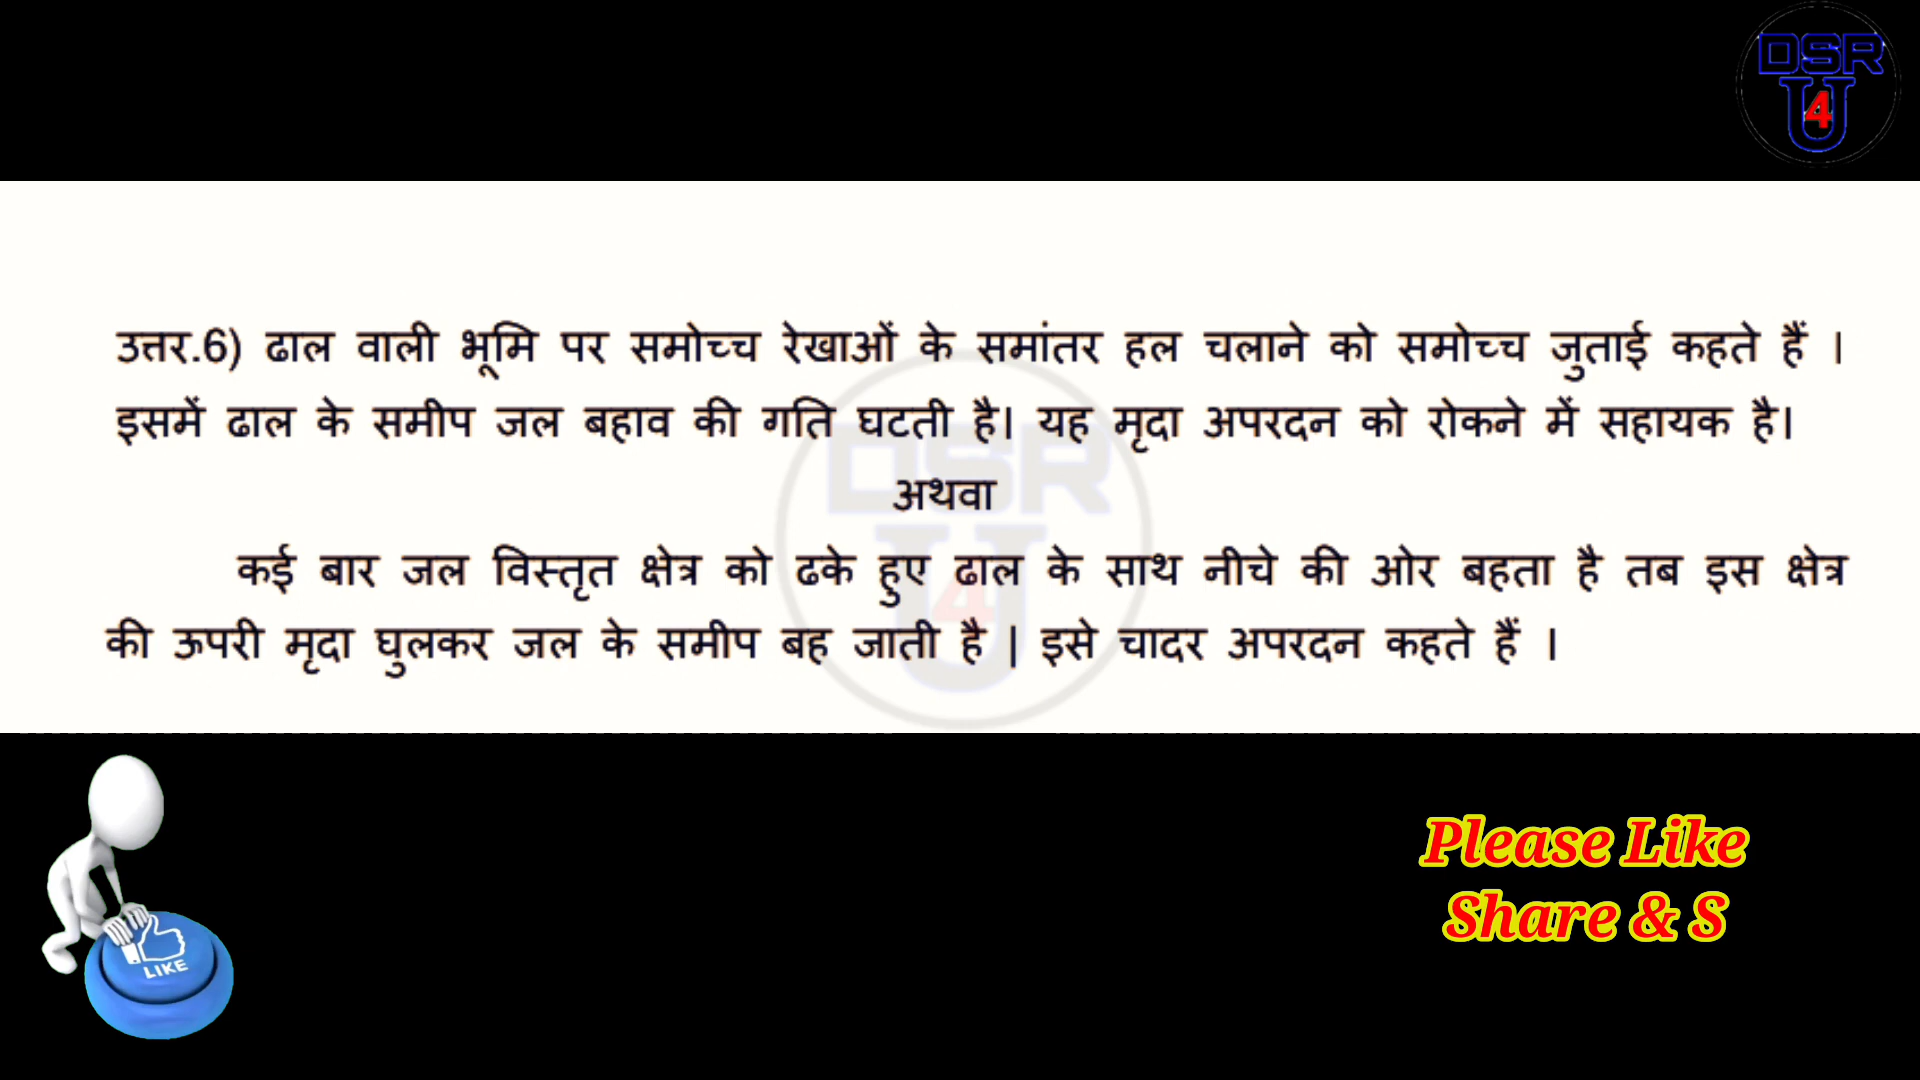 DSR
U
4
उत्तर.6) ढाल वाली भूमि पर समोच्च रेखाओं के समांतर हल चलाने को समोच्च जुताई कहते हैं ।
इसमें ढाल के समीप जल बहाव की गति घटती है। यह मृदा अपरदन को रोकने में सहायक है।
अथवा
कई बार जल विस्तृत क्षेत्र को ढके हुए ढाल के साथ नीचे की ओर बहता है तब इस क्षेत्र
की ऊपरी मृदा घुलकर जल के समीप बह जाती है | इसे चादर अपरदन कहते हैं ।
DSR
U
4
LIKE
Please Like
Share & S